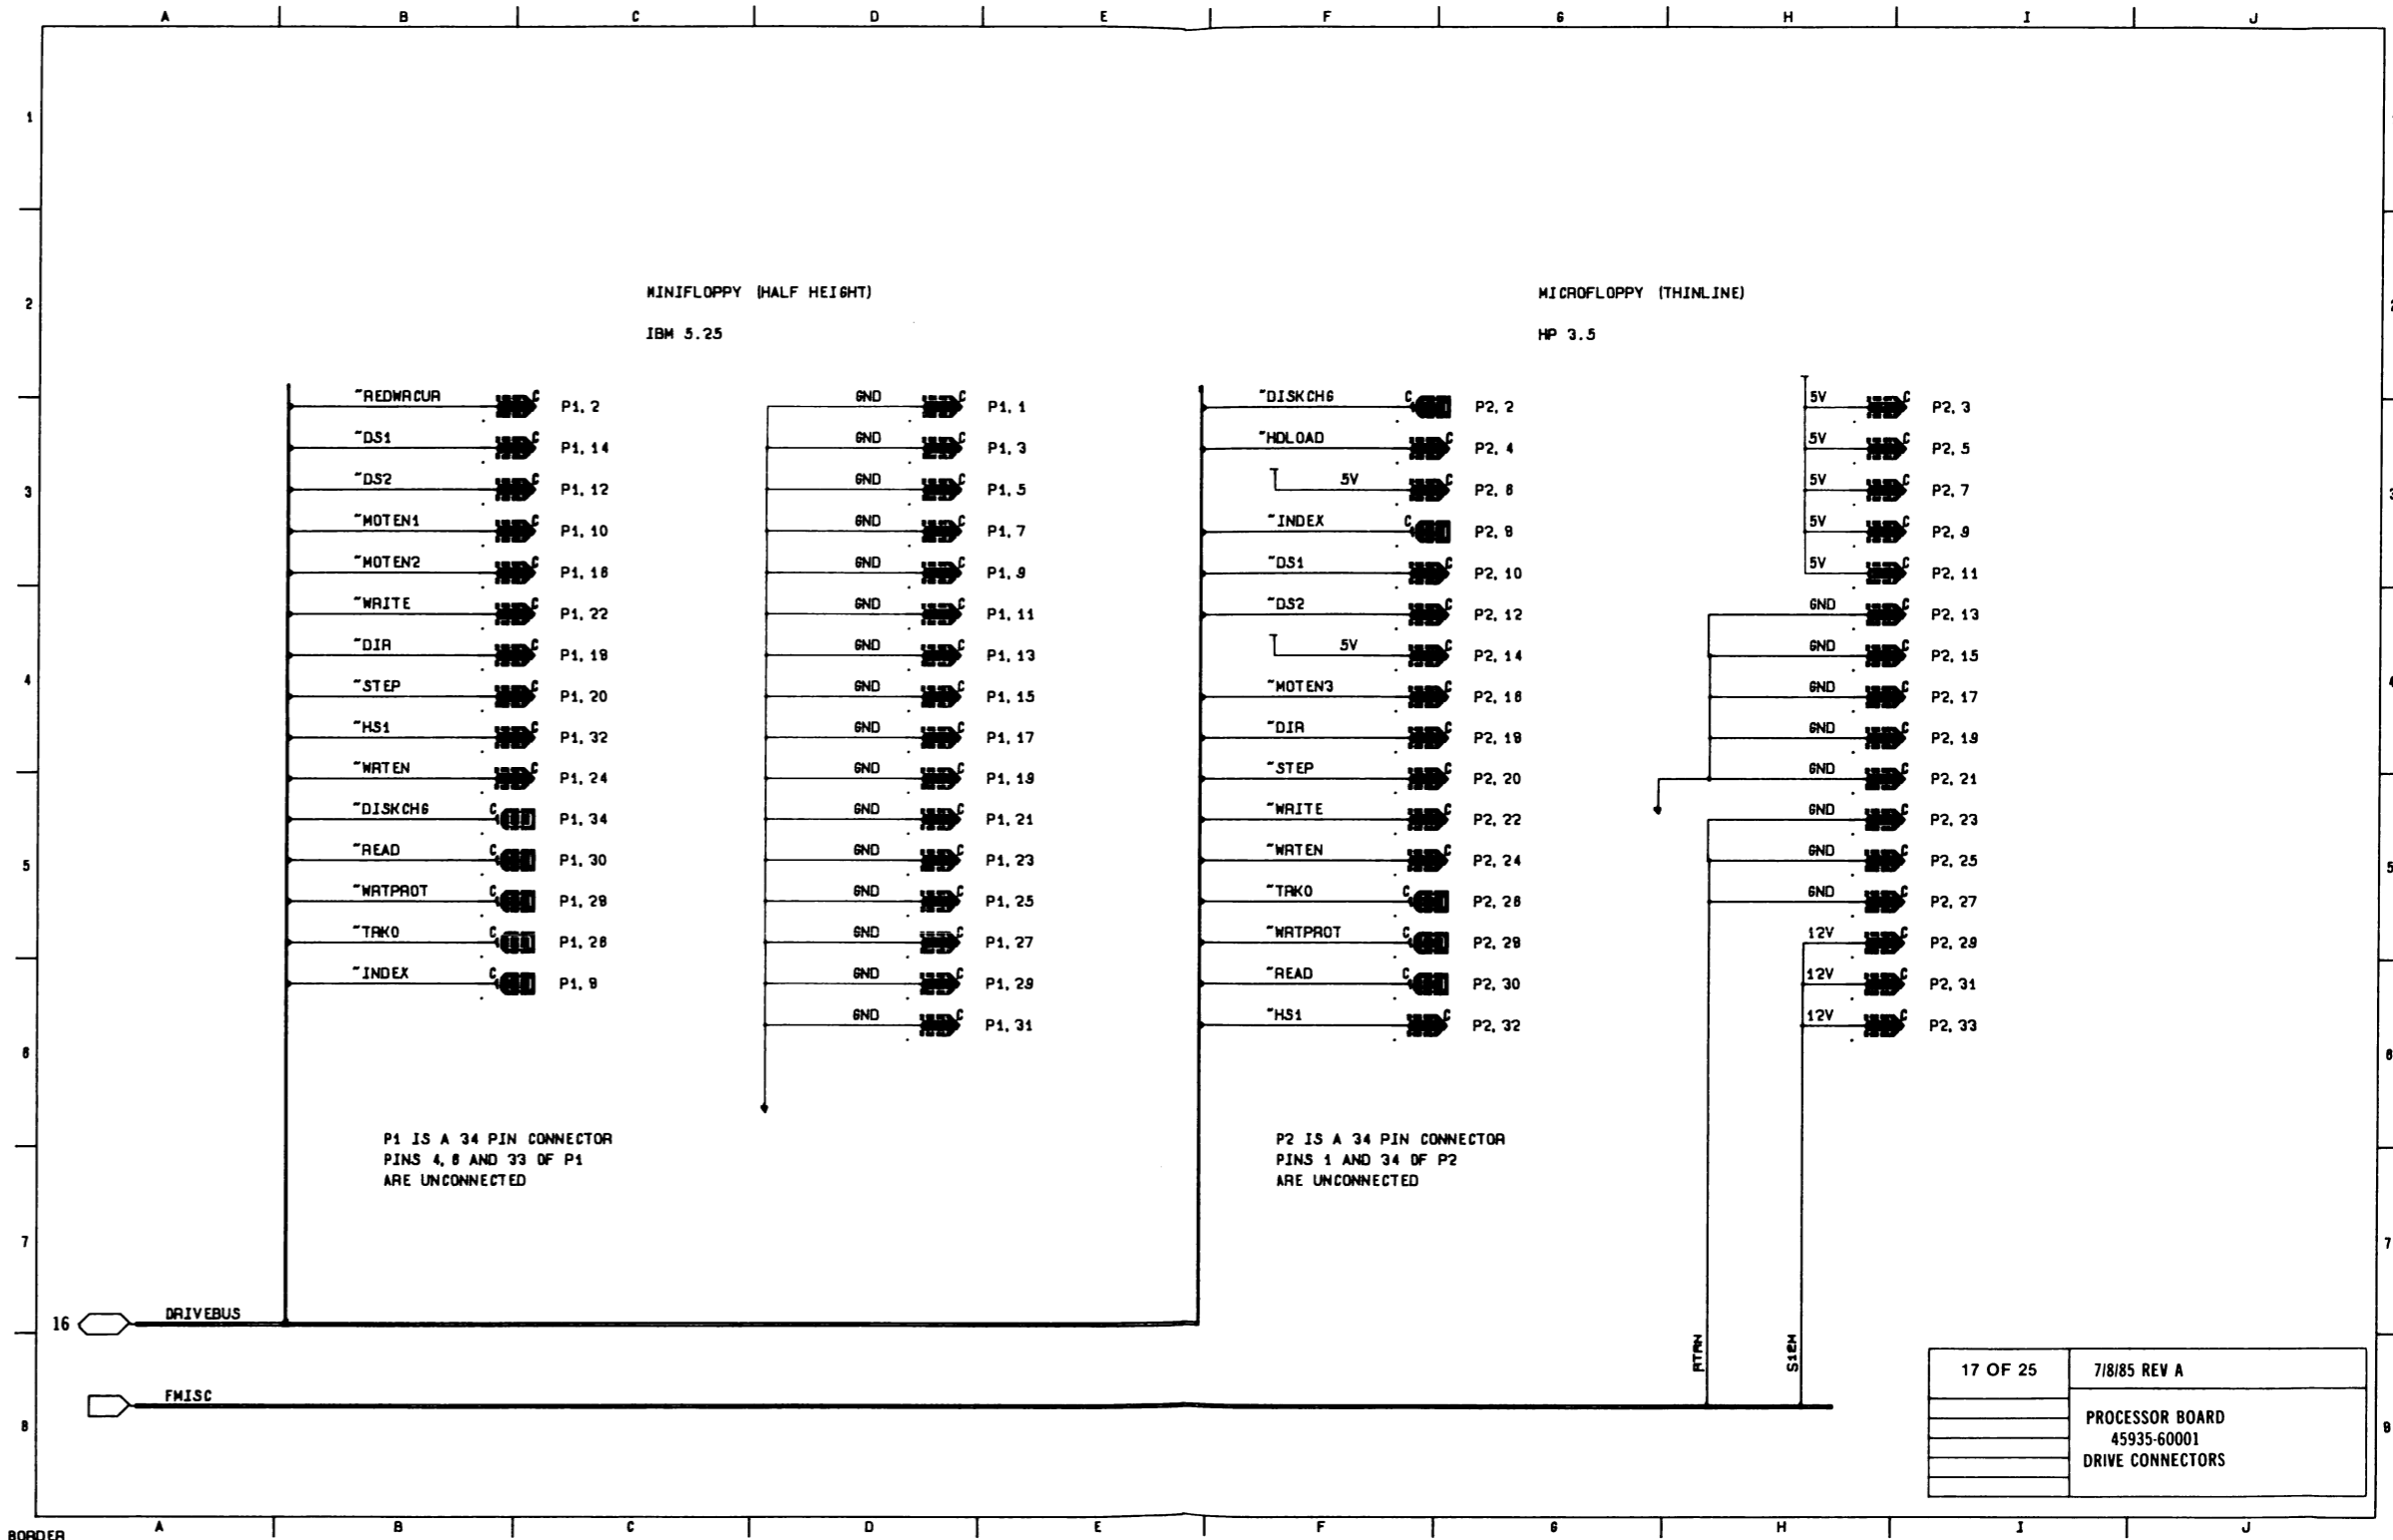 A B C D E F G H I J
1
2
3
4
5
6
7
8
MINIFLOPPY (HALF HEIGHT)
IBM 5.25
~REDWRCUR P1, 2
~DS1 P1, 14
~DS2 P1, 12
~MOTEN1 P1, 10
~MOTEN2 P1, 16
~WRITE P1, 22
~DIR P1, 18
~STEP P1, 20
~HS1 P1, 32
~WRTEN P1, 24
~DISKCHG P1, 34
~READ P1, 30
~WRTPROT P1, 28
~TRK0 P1, 26
~INDEX P1, 8
GND P1, 1
GND P1, 3
GND P1, 5
GND P1, 7
GND P1, 9
GND P1, 11
GND P1, 13
GND P1, 15
GND P1, 17
GND P1, 19
GND P1, 21
GND P1, 23
GND P1, 25
GND P1, 27
GND P1, 29
GND P1, 31
P1 IS A 34 PIN CONNECTOR
PINS 4, 6 AND 33 OF P1
ARE UNCONNECTED
MICROFLOPPY (THINLINE)
HP 3.5
~DISKCHG P2, 2
~HDLOAD P2, 4
5V P2, 6
~INDEX P2, 8
~DS1 P2, 10
~DS2 P2, 12
5V P2, 14
~MOTEN3 P2, 16
~DIR P2, 18
~STEP P2, 20
~WRITE P2, 22
~WRTEN P2, 24
~TRK0 P2, 26
~WRTPROT P2, 28
~READ P2, 30
~HS1 P2, 32
5V P2, 3
5V P2, 5
5V P2, 7
5V P2, 9
5V P2, 11
GND P2, 13
GND P2, 15
GND P2, 17
GND P2, 19
GND P2, 21
GND P2, 23
GND P2, 25
GND P2, 27
12V P2, 29
12V P2, 31
12V P2, 33
P2 IS A 34 PIN CONNECTOR
PINS 1 AND 34 OF P2
ARE UNCONNECTED
16 DRIVEBUS
FMISC
RTRN
S12M
17 OF 25 7/8/85 REV A
PROCESSOR BOARD
45935-60001
DRIVE CONNECTORS
BORDER A B C D E F G H I J